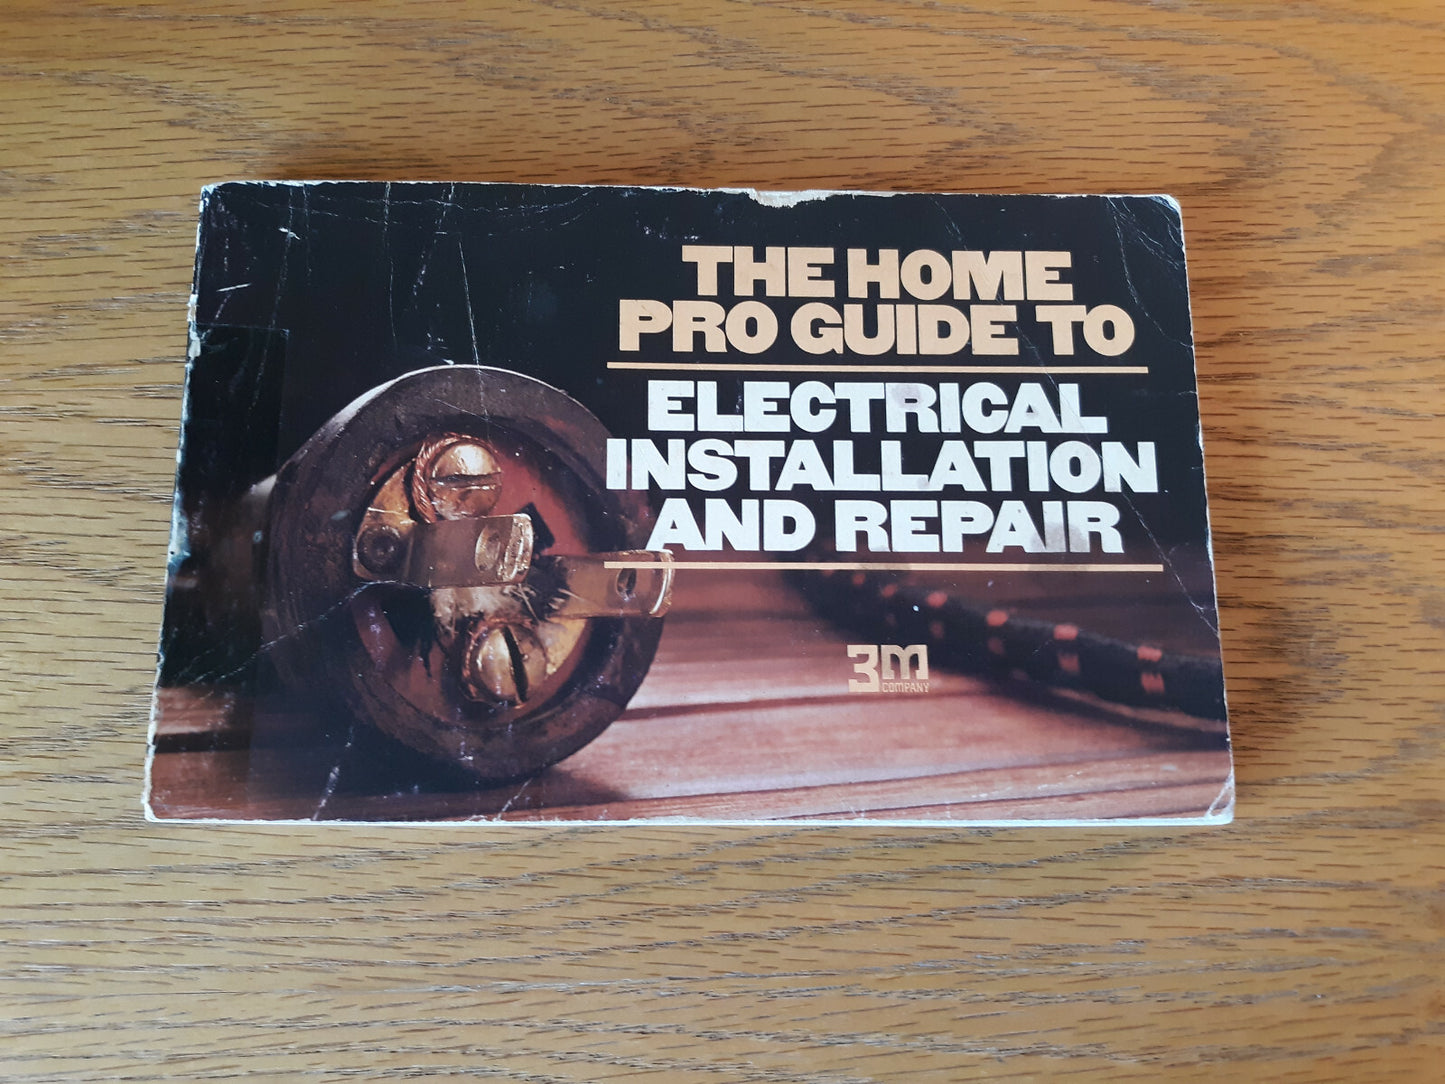 THE HOME
PRO GUIDE TO
ELECTRICAL
INSTALLATION
AND REPAIR
3M
COMPANY